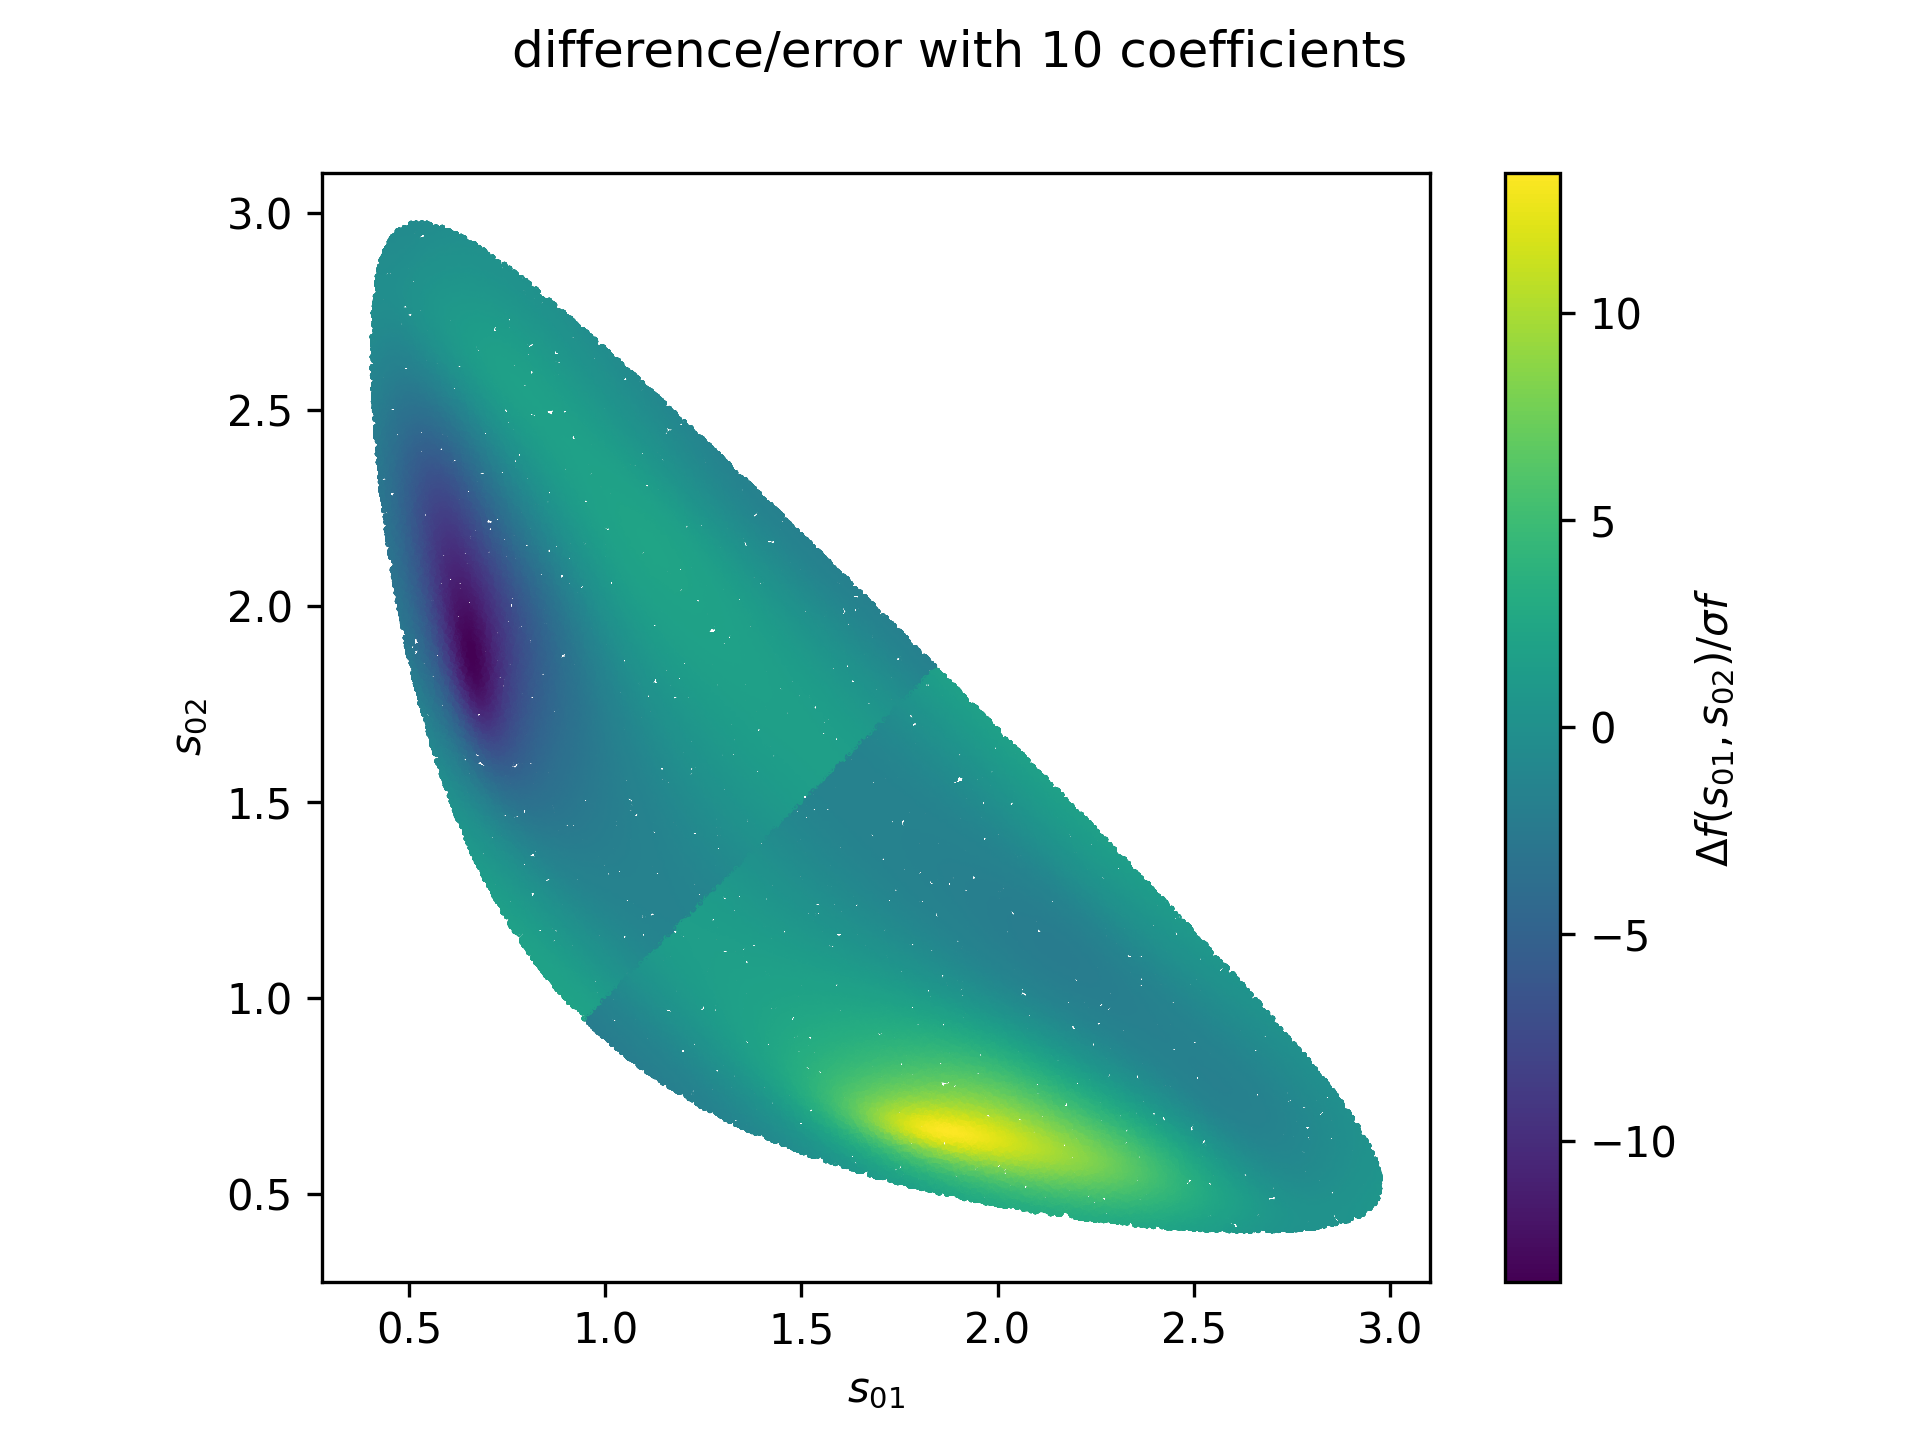 difference/error with 10 coefficients
3.0
2.5
2.0
1.5
1.0
0.5
s₀₂
0.5 1.0 1.5 2.0 2.5 3.0
s₀₁
10
5
0
−5
−10
Δf(s₀₁, s₀₂)/σf